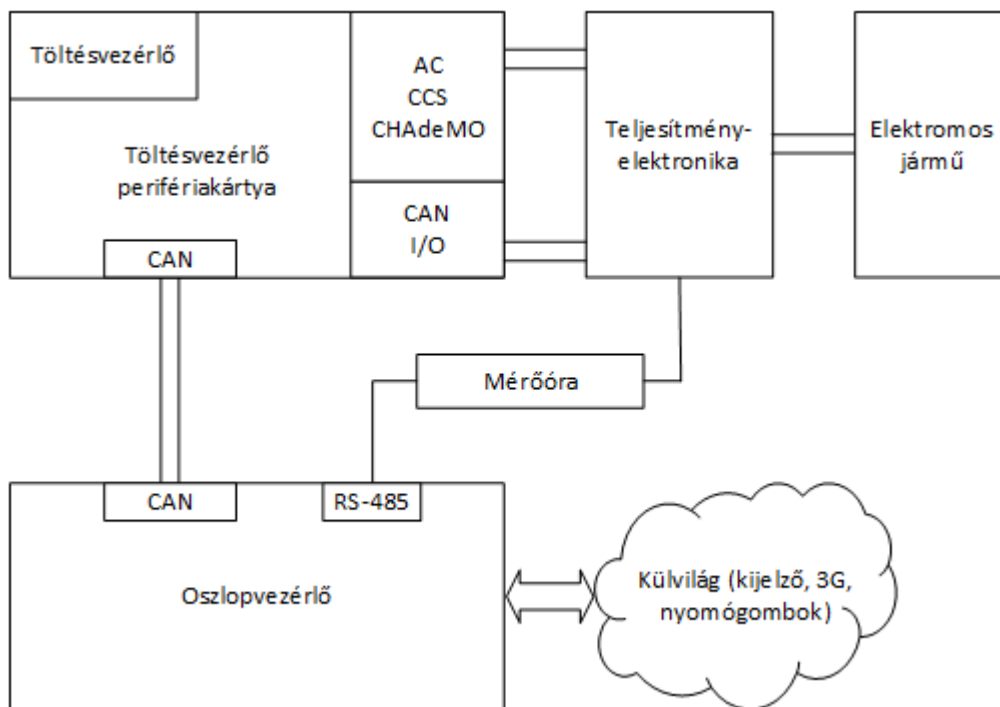 Töltésvezérlő
AC
CCS
CHAdeMO
Teljesítmény-
elektronika
Elektromos
jármű
Töltésvezérlő
perifériakártya
CAN
I/O
CAN
Mérőóra
CAN
RS-485
Oszlopvezérlő
Külvilág (kijelző, 3G,
nyomógombok)